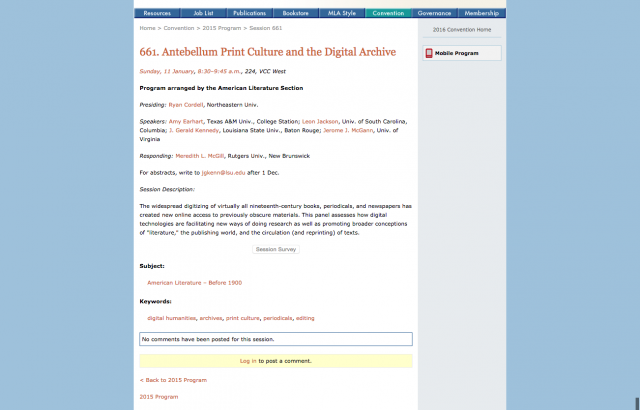 Resources Job List Publications Bookstore MLA Style Convention Governance Membership
Home > Convention > 2015 Program > Session 661
2016 Convention Home
Mobile Program
661. Antebellum Print Culture and the Digital Archive
Sunday, 11 January, 8:30–9:45 a.m., 224, VCC West
Program arranged by the American Literature Section
Presiding: Ryan Cordell, Northeastern Univ.
Speakers: Amy Earhart, Texas A&M Univ., College Station; Leon Jackson, Univ. of South Carolina,
Columbia; J. Gerald Kennedy, Louisiana State Univ., Baton Rouge; Jerome J. McGann, Univ. of
Virginia
Responding: Meredith L. McGill, Rutgers Univ., New Brunswick
For abstracts, write to jgkenn@lsu.edu after 1 Dec.
Session Description:
The widespread digitizing of virtually all nineteenth-century books, periodicals, and newspapers has
created new online access to previously obscure materials. This panel assesses how digital
technologies are facilitating new ways of doing research as well as promoting broader conceptions
of "literature," the publishing world, and the circulation (and reprinting) of texts.
Session Survey
Subject:
American Literature – Before 1900
Keywords:
digital humanities, archives, print culture, periodicals, editing
No comments have been posted for this session.
Log in to post a comment.
< Back to 2015 Program
2015 Program